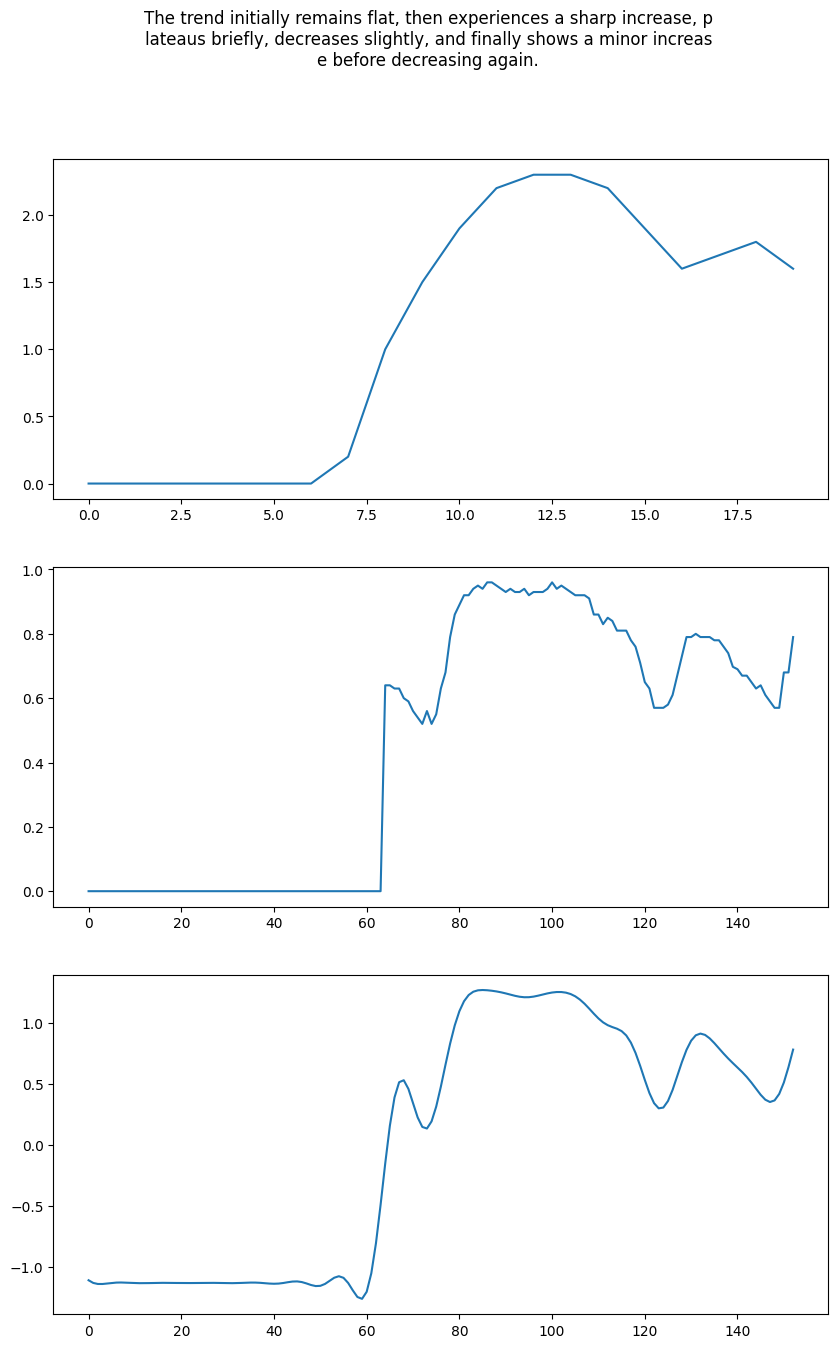 The trend initially remains flat, then experiences a sharp increase, p
lateaus briefly, decreases slightly, and finally shows a minor increas
e before decreasing again.
2.0
1.5
1.0
0.5
0.0
0.0 2.5 5.0 7.5 10.0 12.5 15.0 17.5
1.0
0.8
0.6
0.4
0.2
0.0
0 20 40 60 80 100 120 140
1.0
0.5
0.0
−0.5
−1.0
0 20 40 60 80 100 120 140